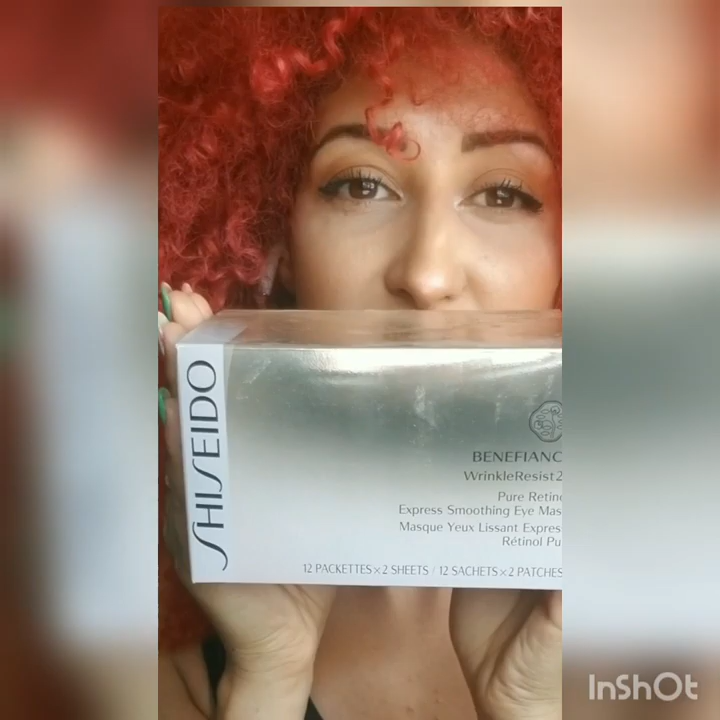 SHISEIDO
BENEFIANC
WrinkleResist2
Pure Retino
Express Smoothing Eye Mas
Masque Yeux Lissant Expres
Rétinol Pu
12 PACKETTES×2 SHEETS / 12 SACHETS×2 PATCHES
InShOt